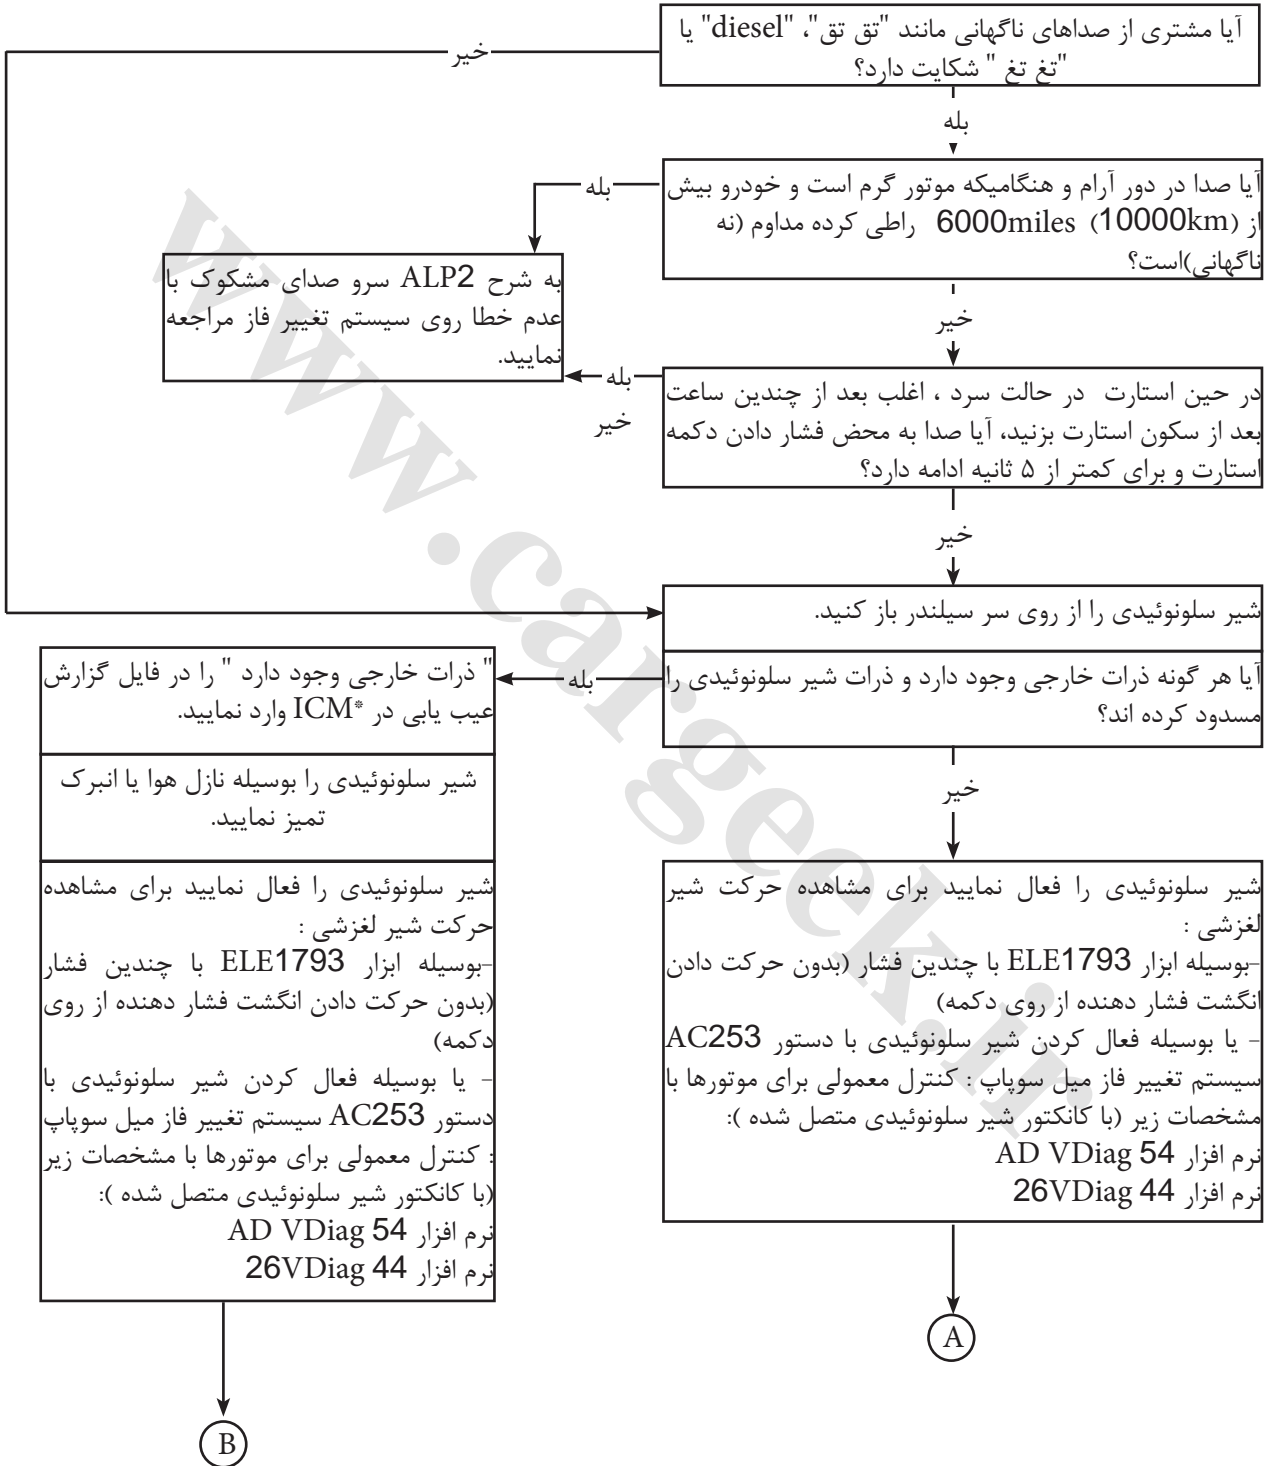 آیا مشتری از صداهای ناگهانی مانند "تق تق"، "diesel" یا
"تغ تغ " شکایت دارد؟
خیر
بله
آیا صدا در دور آرام و هنگامیکه موتور گرم است و خودرو بیش
از (10000km) 6000miles راطی کرده مداوم (نه
ناگهانی)است؟
بله
به شرح ALP2 سرو صدای مشکوک با
عدم خطا روی سیستم تغییر فاز مراجعه
نمایید.
خیر
در حین استارت در حالت سرد ، اغلب بعد از چندین ساعت
بعد از سکون استارت بزنید، آیا صدا به محض فشار دادن دکمه
استارت و برای کمتر از ۵ ثانیه ادامه دارد؟
بله
خیر
خیر
شیر سلونوئیدی را از روی سر سیلندر باز کنید.
آیا هر گونه ذرات خارجی وجود دارد و ذرات شیر سلونوئیدی را
مسدود کرده اند؟
بله
" ذرات خارجی وجود دارد " را در فایل گزارش
عیب یابی در *ICM وارد نمایید.
شیر سلونوئیدی را بوسیله نازل هوا یا انبرک
تمیز نمایید.
شیر سلونوئیدی را فعال نمایید برای مشاهده
حرکت شیر لغزشی :
-بوسیله ابزار ELE1793 با چندین فشار
(بدون حرکت دادن انگشت فشار دهنده از روی
دکمه)
- یا بوسیله فعال کردن شیر سلونوئیدی با
دستور AC253 سیستم تغییر فاز میل سوپاپ
: کنترل معمولی برای موتورها با مشخصات زیر
(با کانکتور شیر سلونوئیدی متصل شده ):
نرم افزار AD VDiag 54
نرم افزار 26VDiag 44
B
خیر
شیر سلونوئیدی را فعال نمایید برای مشاهده حرکت شیر
لغزشی :
-بوسیله ابزار ELE1793 با چندین فشار (بدون حرکت دادن
انگشت فشار دهنده از روی دکمه)
- یا بوسیله فعال کردن شیر سلونوئیدی با دستور AC253
سیستم تغییر فاز میل سوپاپ : کنترل معمولی برای موتورها با
مشخصات زیر (با کانکتور شیر سلونوئیدی متصل شده ):
نرم افزار AD VDiag 54
نرم افزار 26VDiag 44
A
www.cargeek.ir